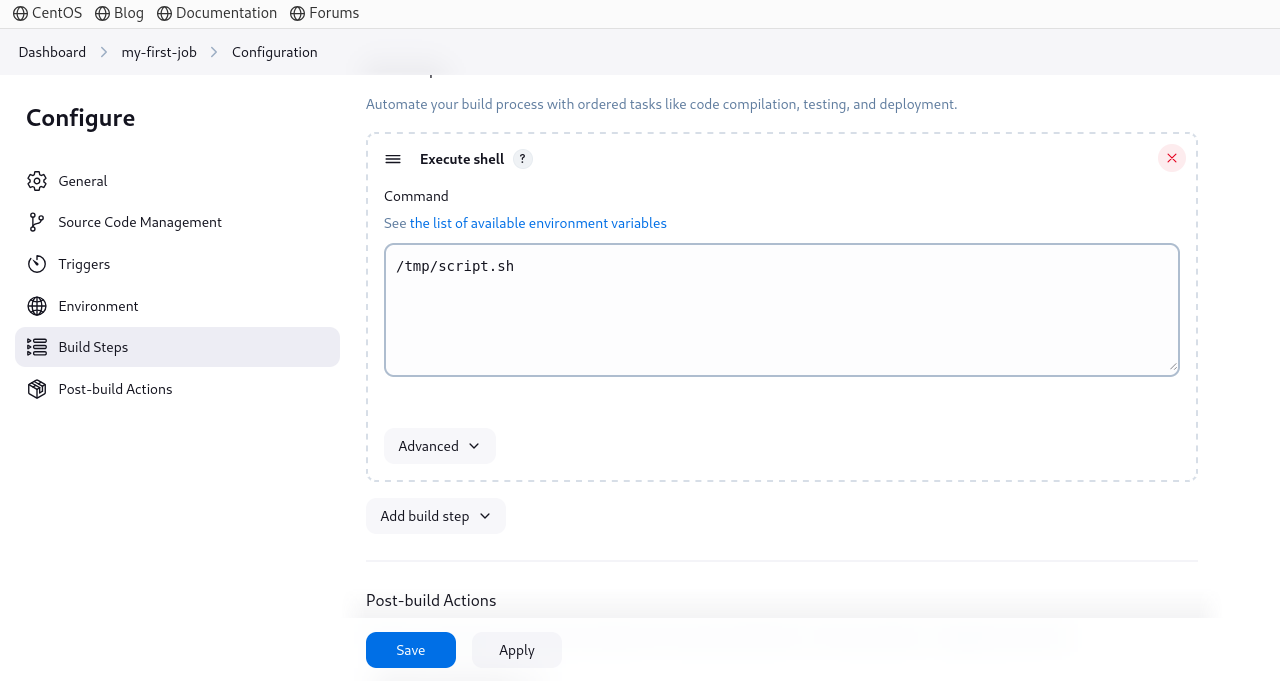 CentOS Blog Documentation Forums
Dashboard my-first-job Configuration
Configure
General
Source Code Management
Triggers
Environment
Build Steps
Post-build Actions
Automate your build process with ordered tasks like code compilation, testing, and deployment.
Execute shell ?
Command
See the list of available environment variables
/tmp/script.sh
Advanced
Add build step
Post-build Actions
Save Apply